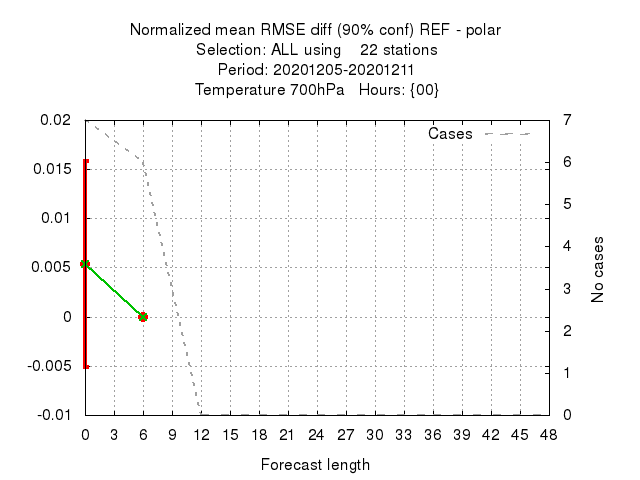 Normalized mean RMSE diff (90% conf) REF - polar
Selection: ALL using    22 stations
Period: 20201205-20201211
Temperature 700hPa   Hours: {00}
Cases
0.02
0.015
0.01
0.005
0
-0.005
-0.01
7
6
5
4
3
2
1
0
No cases
0 3 6 9 12 15 18 21 24 27 30 33 36 39 42 45 48
Forecast length